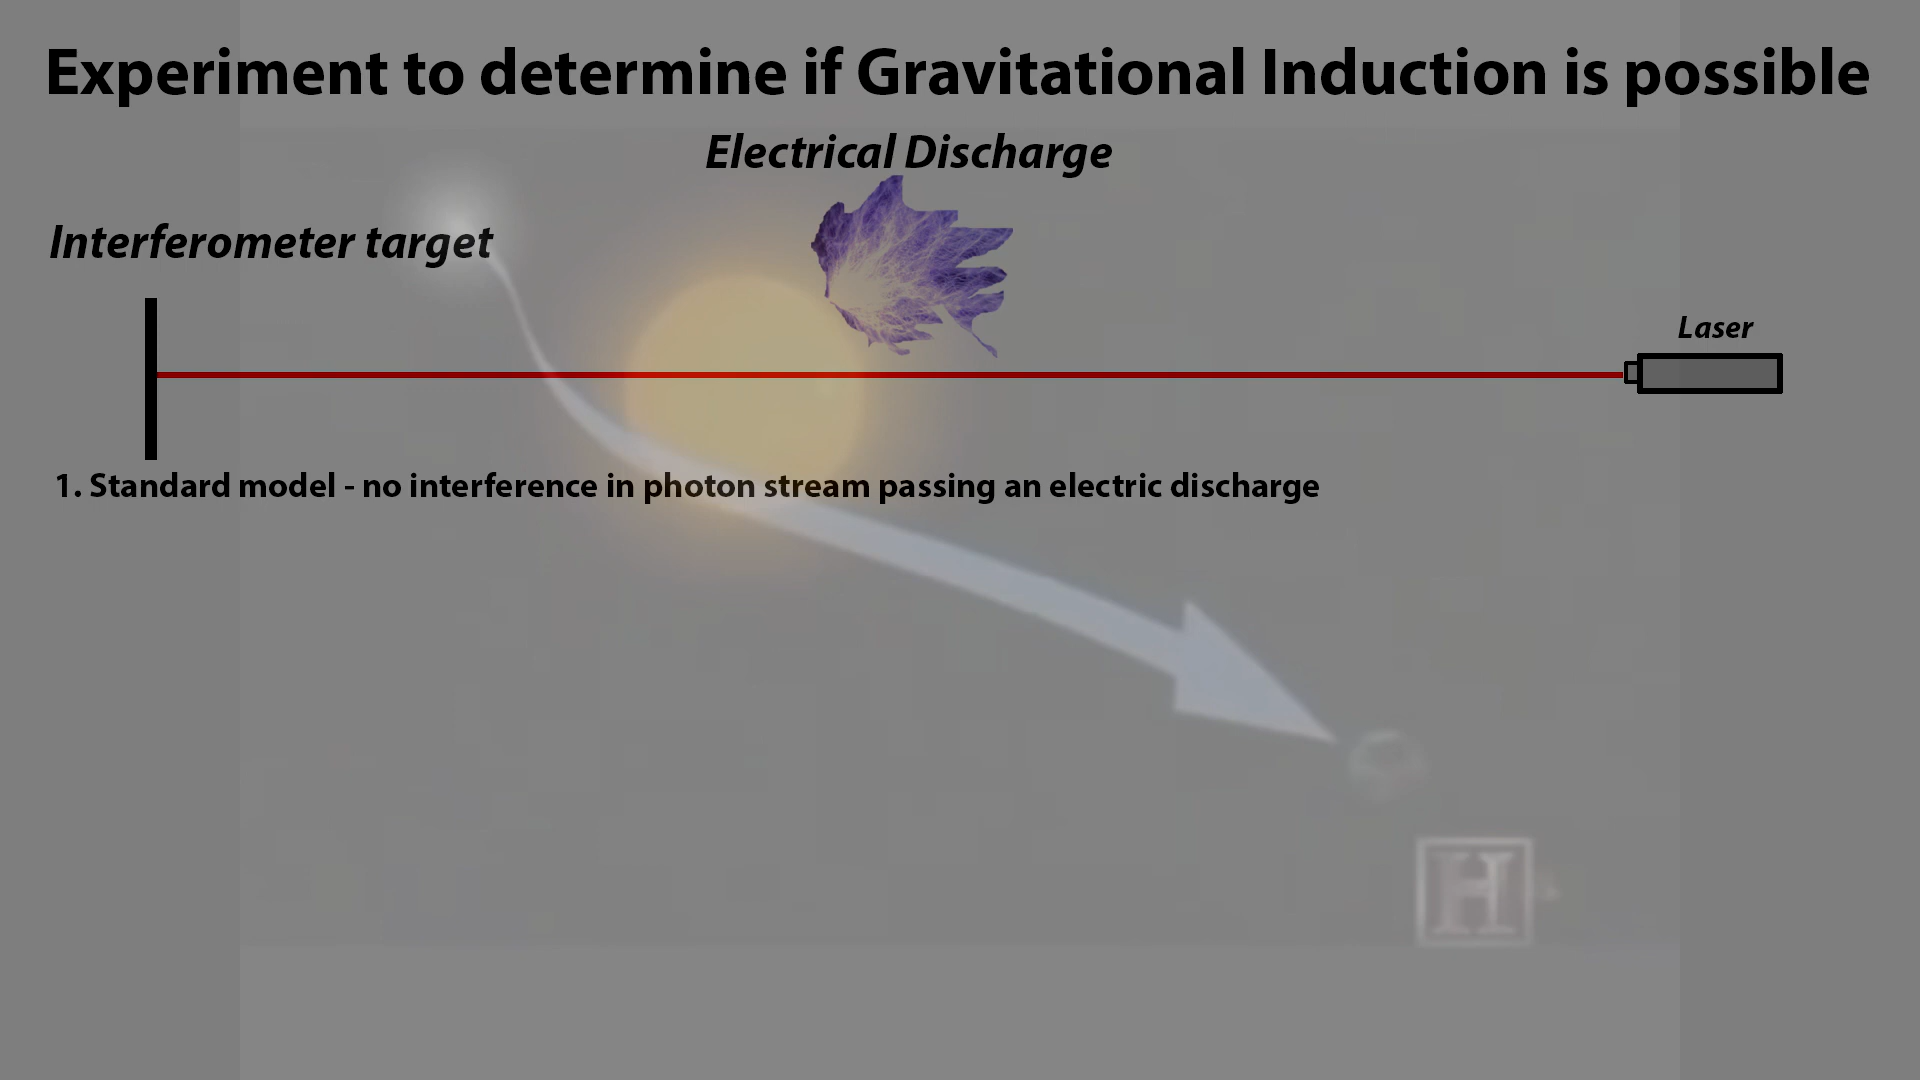 Experiment to determine if Gravitational Induction is possible
Electrical Discharge
Interferometer target
Laser
1. Standard model - no interference in photon stream passing an electric discharge
H